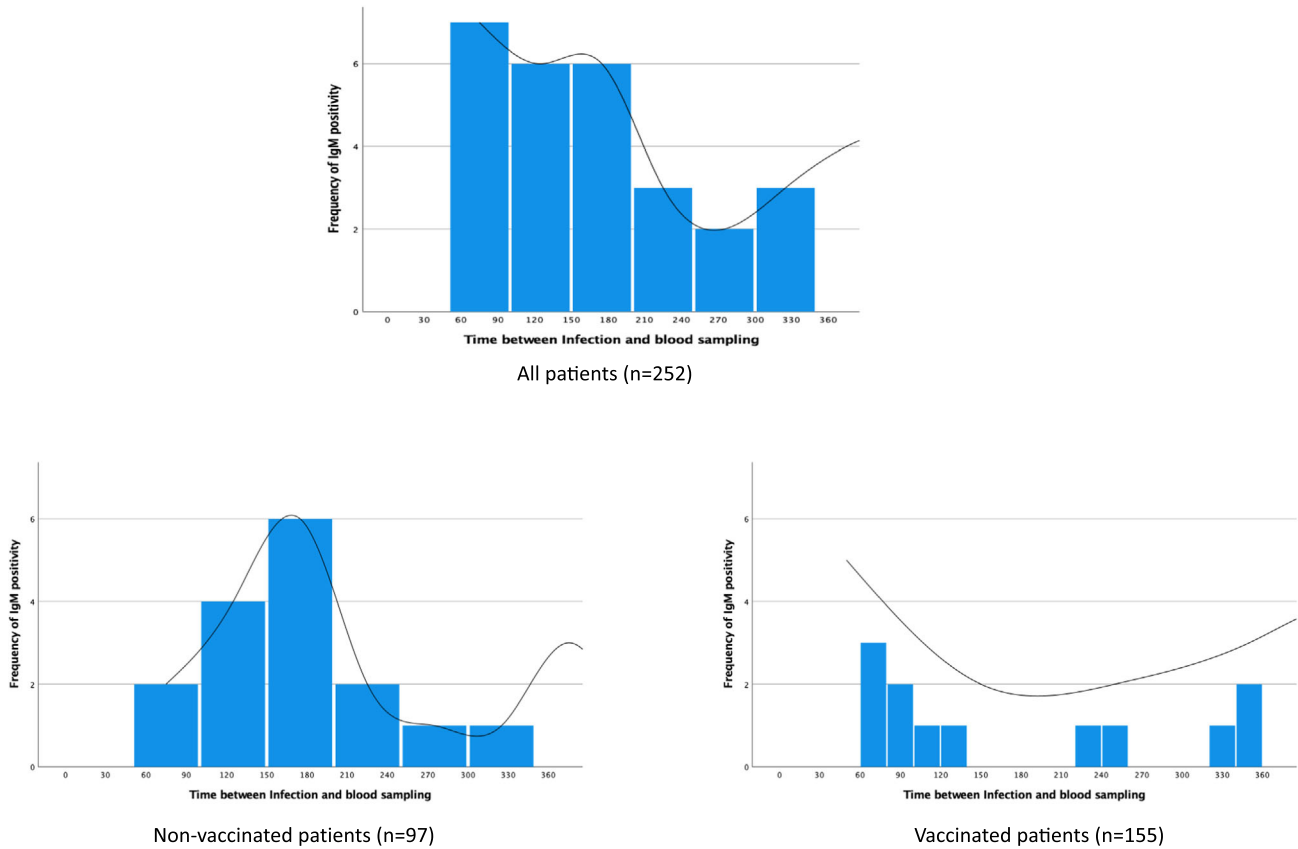 Frequency of IgM positivity
6
4
2
0
0 30 60 90 120 150 180 210 240 270 300 330 360
Time between Infection and blood sampling
All patients (n=252)
Frequency of IgM positivity
6
4
2
0
0 30 60 90 120 150 180 210 240 270 300 330 360
Time between Infection and blood sampling
Non-vaccinated patients (n=97)
Frequency of IgM positivity
6
4
2
0
0 30 60 90 120 150 180 210 240 270 300 330 360
Time between Infection and blood sampling
Vaccinated patients (n=155)